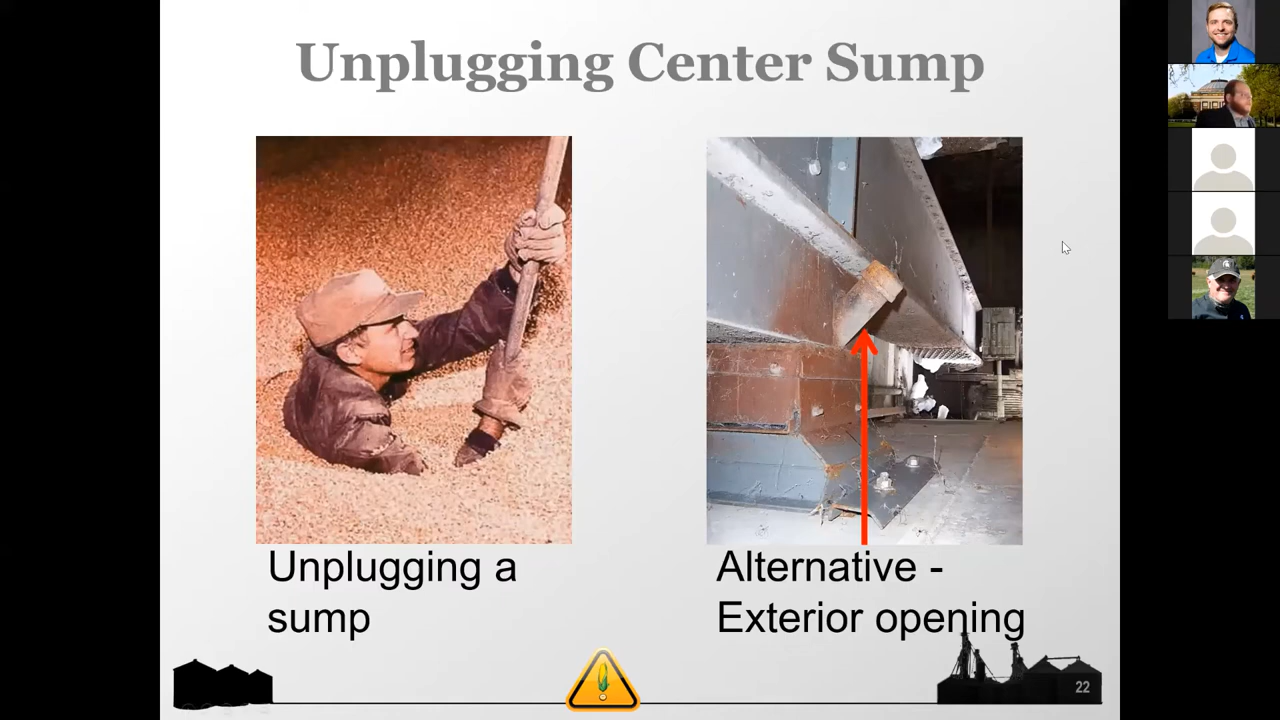 Unplugging Center Sump
Unplugging a
sump
Alternative -
Exterior opening
22